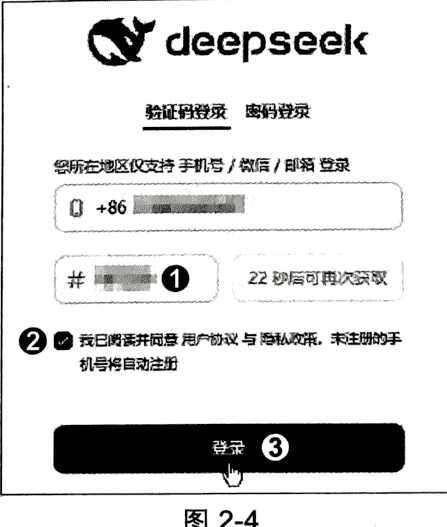 deepseek
验证码登录 密码登录
您所在地区仅支持 手机号 / 微信 / 邮箱 登录
+86
# ❶ 22 秒后可再次获取
❷ 我已阅读并同意 用户协议 与 隐私政策，未注册的手
机号将自动注册
登录 ❸
图 2-4